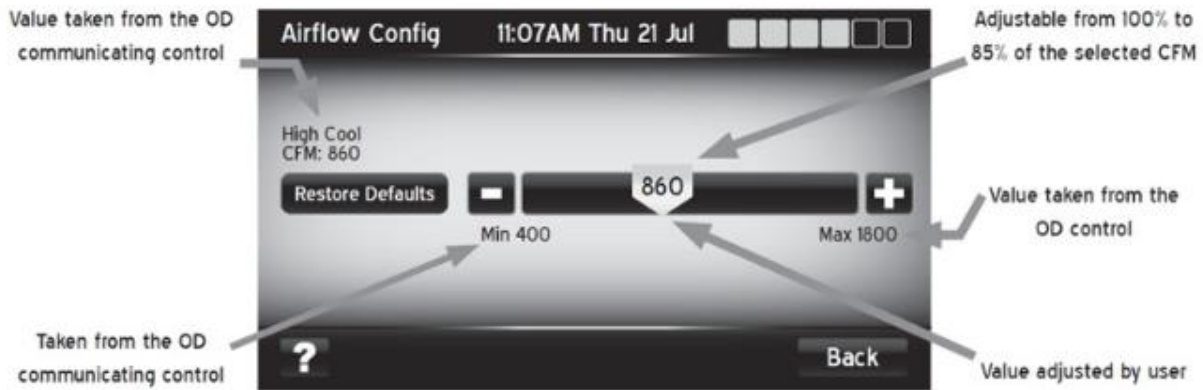 Value taken from the OD
communicating control
Airflow Config
11:07AM Thu 21 Jul
Adjustable from 100% to
85% of the selected CFM
High Cool
CFM: 860
Restore Defaults
-
860
+
Min 400
Max 1800
Value taken from the
OD control
Taken from the OD
communicating control
?
Back
Value adjusted by user